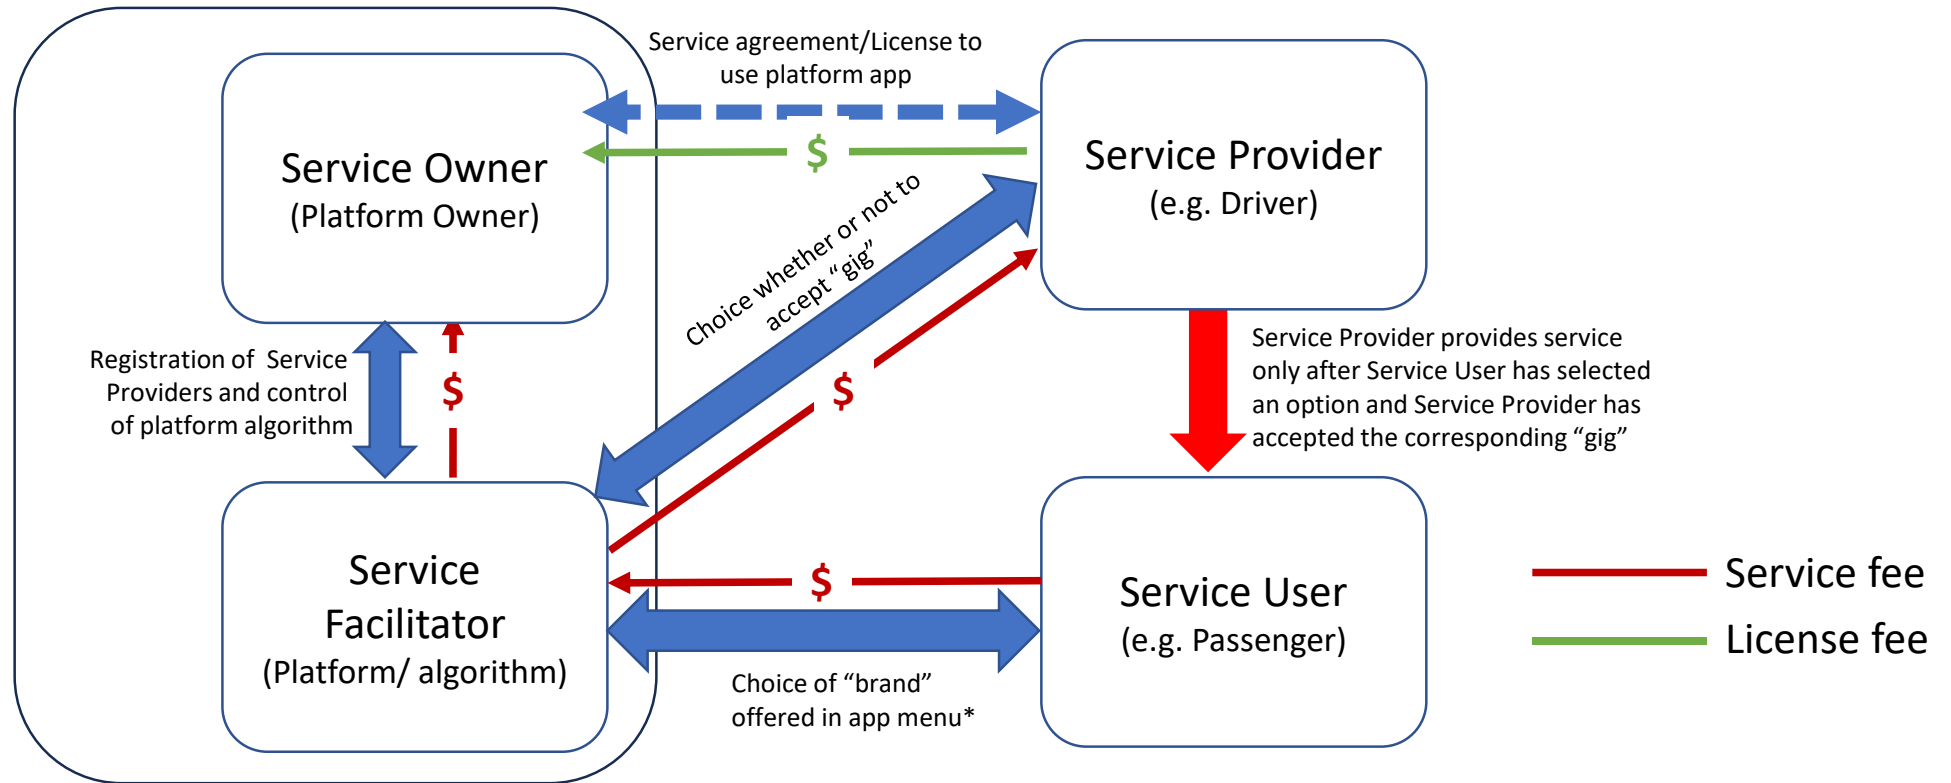 Service agreement/License to
use platform app
Service Owner
(Platform Owner)
$
Service Provider
(e.g. Driver)
Choice whether or not to
accept “gig”
Registration of Service
Providers and control
of platform algorithm
$
$
Service Provider provides service
only after Service User has selected
an option and Service Provider has
accepted the corresponding “gig”
Service
Facilitator
(Platform/ algorithm)
$
Service User
(e.g. Passenger)
Choice of “brand”
offered in app menu*
Service fee
License fee